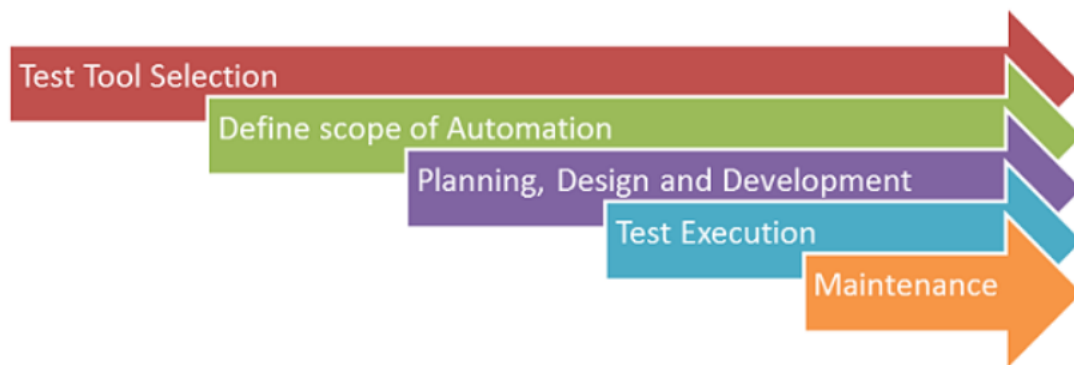 Test Tool Selection
Define scope of Automation
Planning, Design and Development
Test Execution
Maintenance